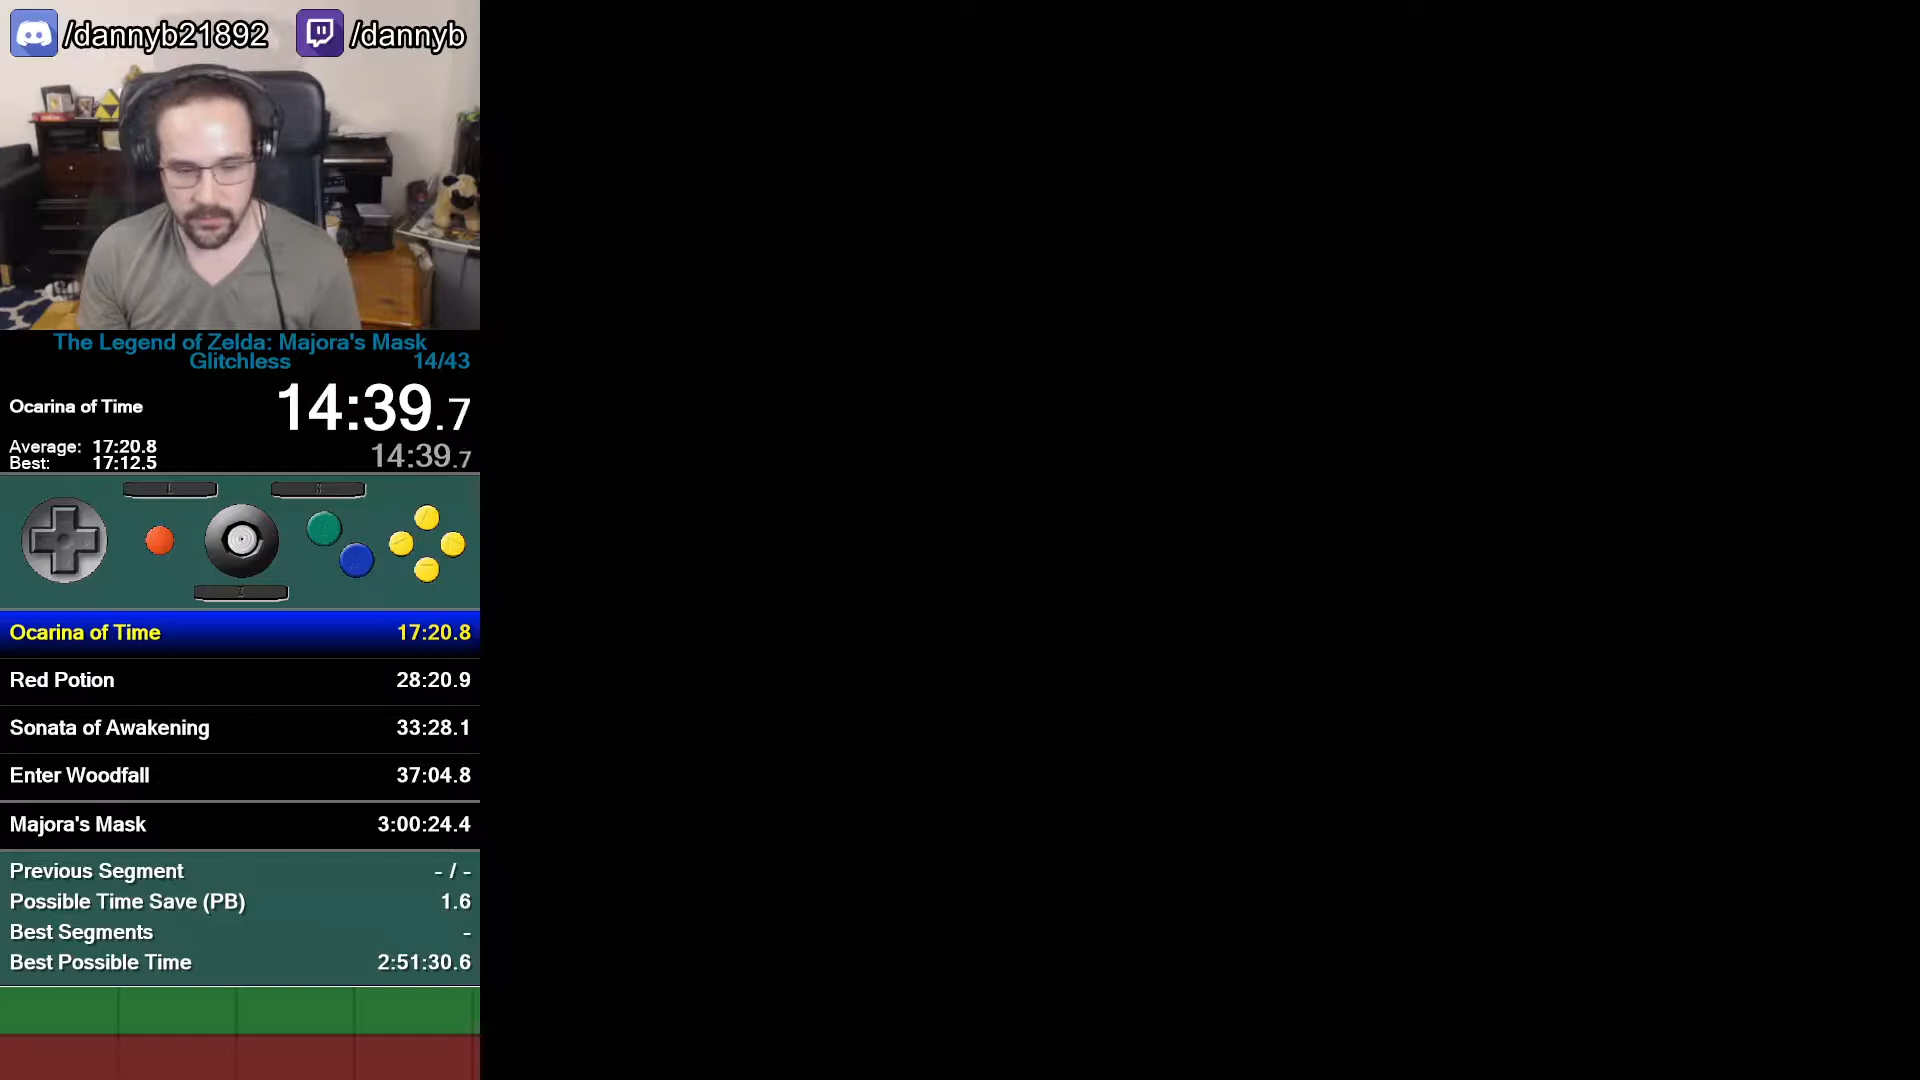 /dannyb21892 /dannyb
The Legend of Zelda: Majora's Mask
Glitchless 14/43
Ocarina of Time 14:39.7
Average: 17:20.8
Best: 17:12.5 14:39.7
L R
Z
Ocarina of Time 17:20.8
Red Potion 28:20.9
Sonata of Awakening 33:28.1
Enter Woodfall 37:04.8
Majora's Mask 3:00:24.4
Previous Segment - / -
Possible Time Save (PB) 1.6
Best Segments -
Best Possible Time 2:51:30.6